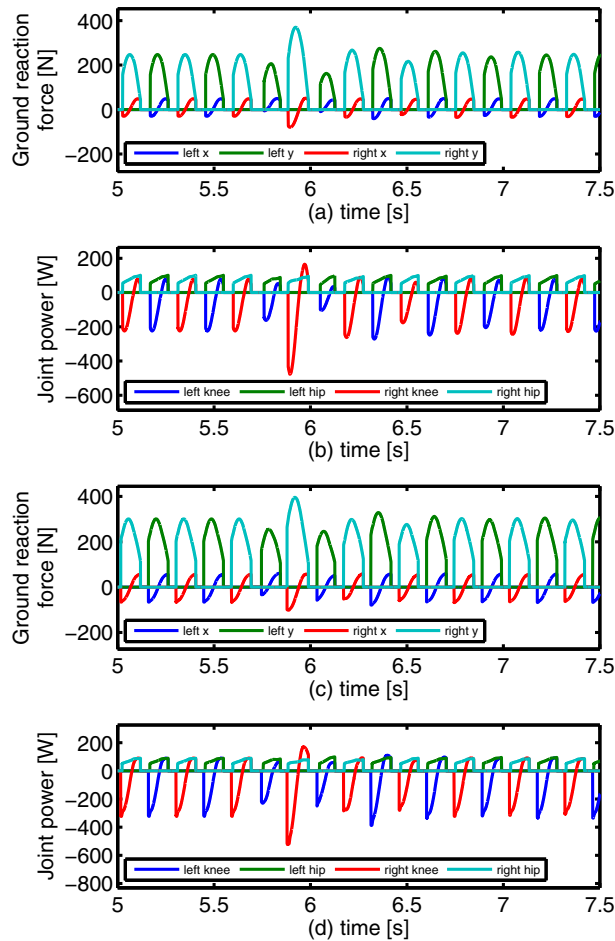 Ground reaction
force [N]
400
200
0
−200
left x
left y
right x
right y
5
5.5
6
6.5
7
7.5
(a) time [s]
Joint power [W]
200
0
−200
−400
−600
left knee
left hip
right knee
right hip
5
5.5
6
6.5
7
7.5
(b) time [s]
Ground reaction
force [N]
400
200
0
−200
left x
left y
right x
right y
5
5.5
6
6.5
7
7.5
(c) time [s]
Joint power [W]
200
0
−200
−400
−600
−800
left knee
left hip
right knee
right hip
5
5.5
6
6.5
7
7.5
(d) time [s]